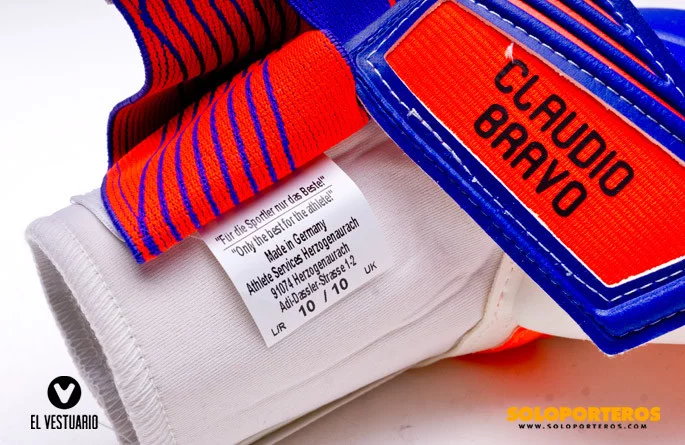 CLAUDIO
BRAVO
"Für die Sportler nur das Beste!"
"Only the best for the athlete!"
Made in Germany
Athlete Services Herzogenaurach
91074 Herzogenaurach
Adi-Dassler-Strasse 1-2
UK
L/R 10 / 10
EL VESTUARIO
SOLOPORTEROS
WWW.SOLOPORTEROS.COM